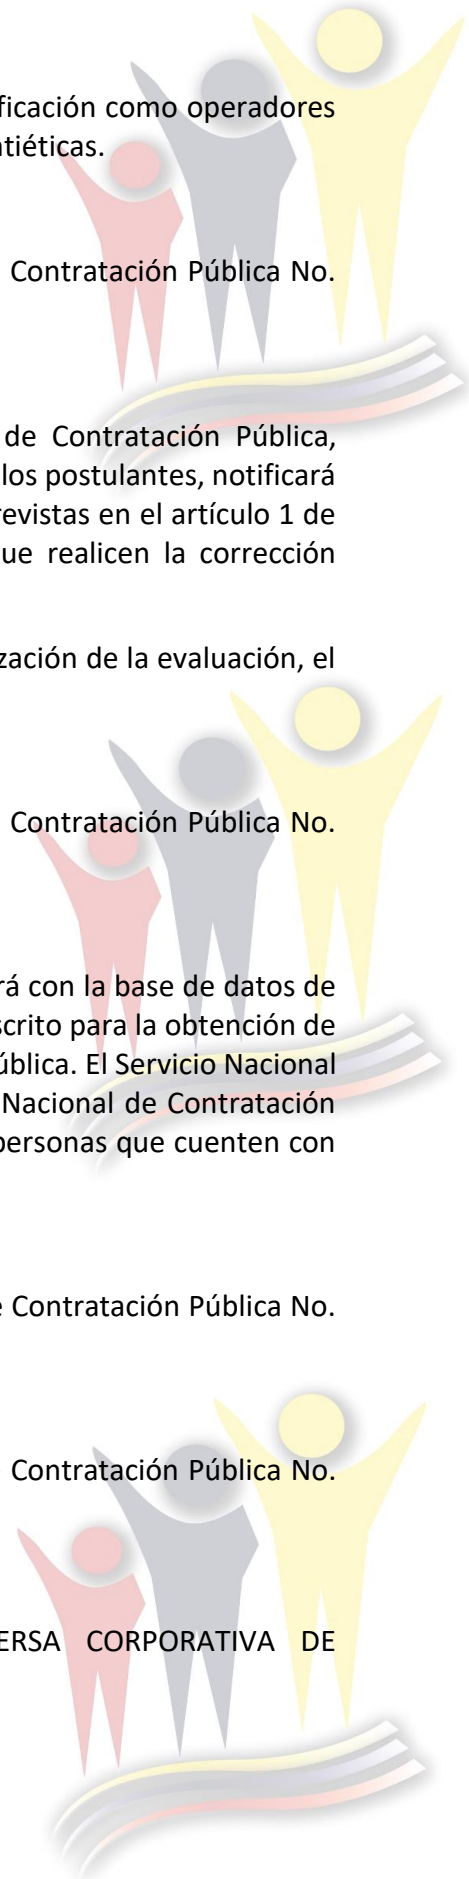 ficación como operadores
tiéticas.
Contratación Pública No.
de Contratación Pública,
los postulantes, notificará
revistas en el artículo 1 de
ue realicen la corrección
zación de la evaluación, el
Contratación Pública No.
rá con la base de datos de
scrito para la obtención de
ública. El Servicio Nacional
Nacional de Contratación
personas que cuenten con
e Contratación Pública No.
Contratación Pública No.
ERSA CORPORATIVA DE